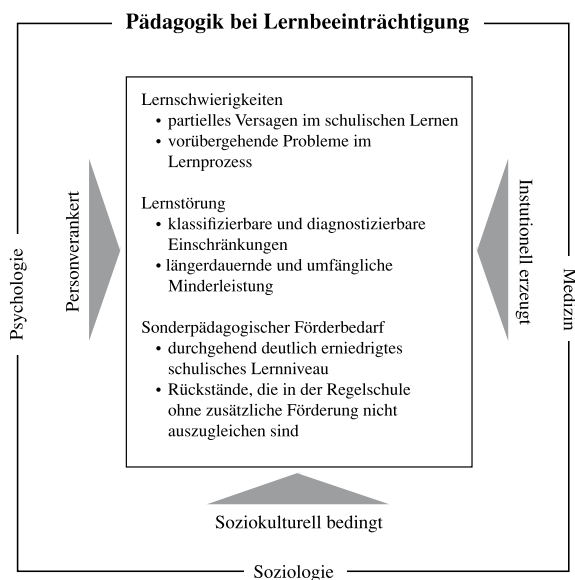 Pädagogik bei Lernbeeinträchtigung
Lernschwierigkeiten
• partielles Versagen im schulischen Lernen
• vorübergehende Probleme im
Lernprozess
Lernstörung
• klassifizierbare und diagnostizierbare
Einschränkungen
• längerdauernde und umfängliche
Minderleistung
Sonderpädagogischer Förderbedarf
• durchgehend deutlich erniedrigtes
schulisches Lernniveau
• Rückstände, die in der Regelschule
ohne zusätzliche Förderung nicht
auszugleichen sind
Psychologie
Personverankert
Instutionell erzeugt
Medizin
Soziokulturell bedingt
Soziologie